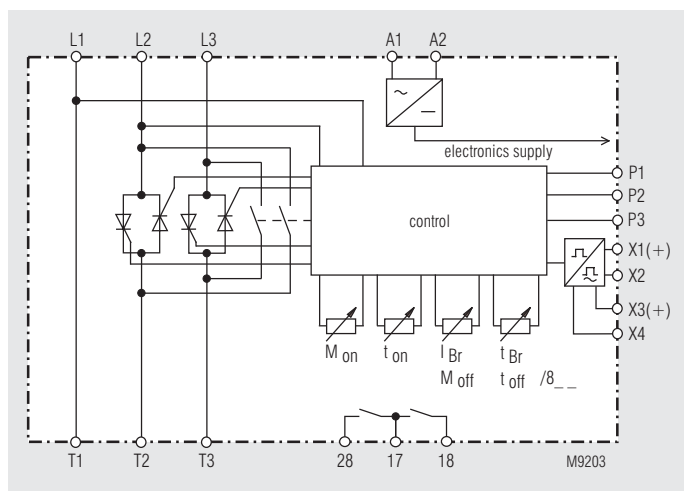 L1 L2 L3 A1 A2
electronics supply
P1
P2
control
P3
X1(+)
X2
X3(+)
X4
M on t on I Br t Br
M off t off /8_ _
T1 T2 T3 28 17 18 M9203